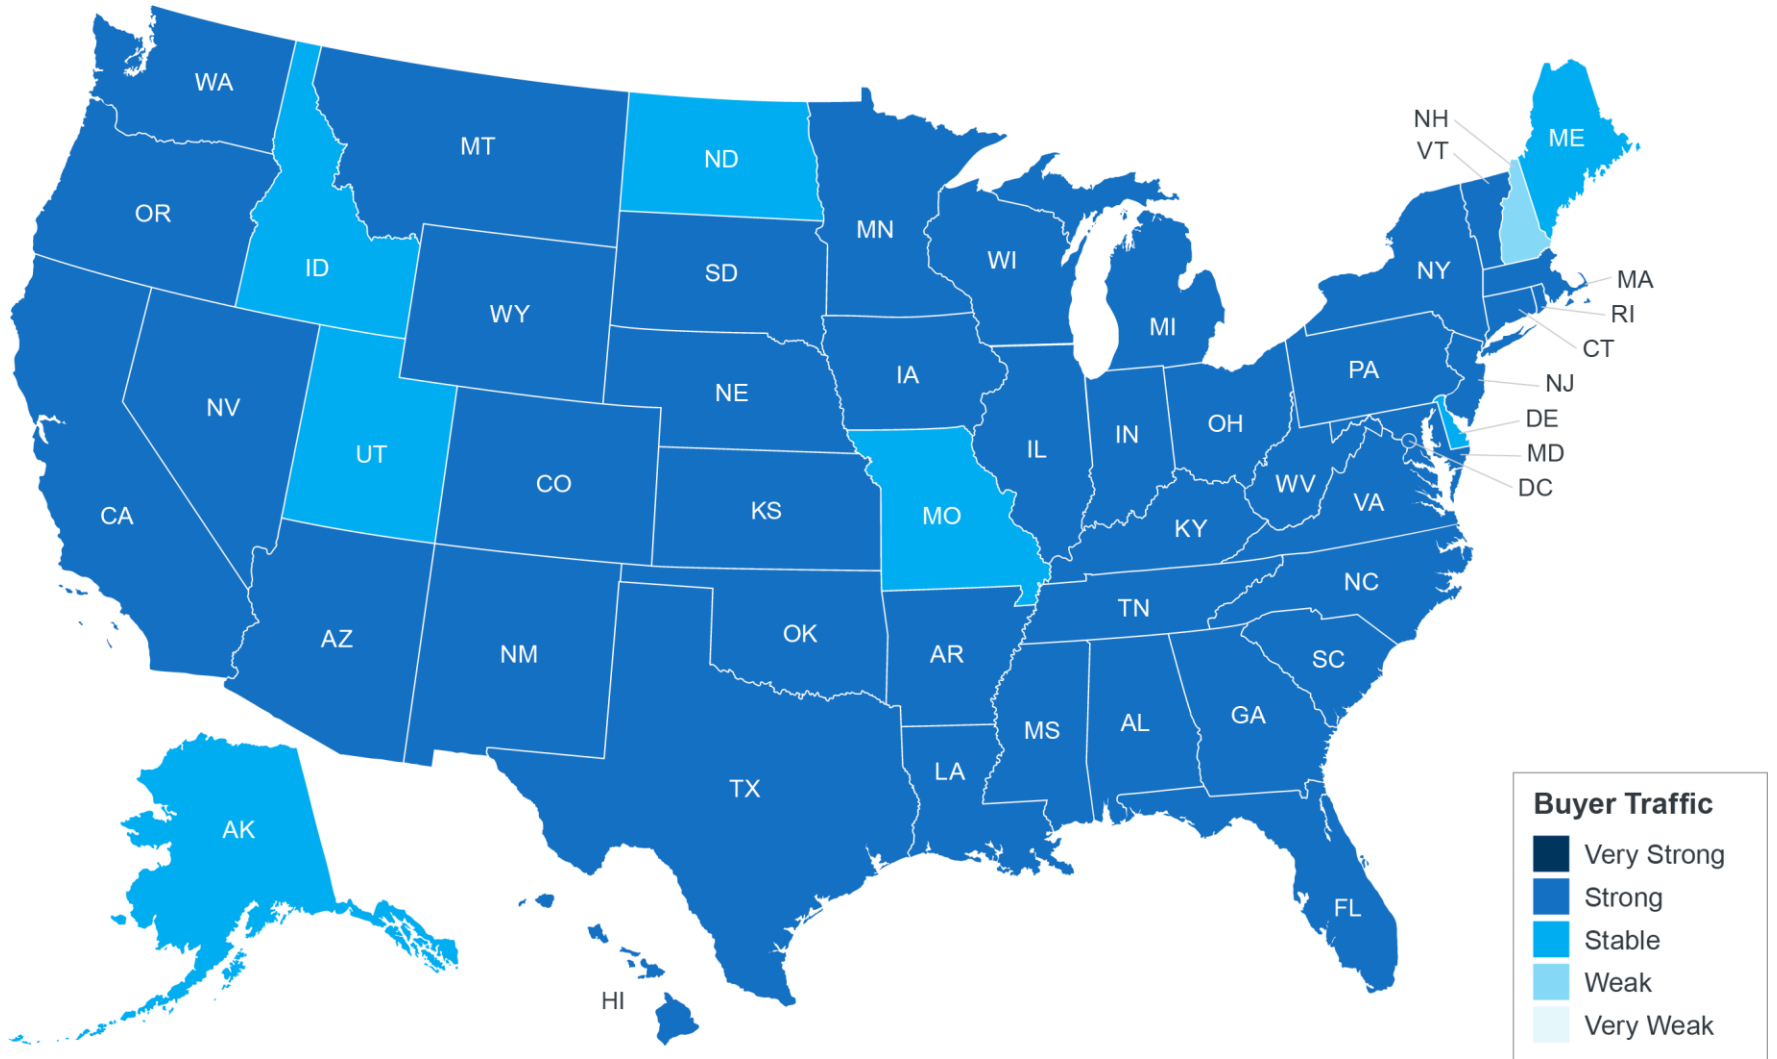 WA
MT
ND
MN
NH
VT
ME
OR
ID
SD
WI
NY
MA
WY
MI
RI
CT
NV
NE
IA
PA
NJ
UT
CO
IL
IN
OH
DE
MD
DC
CA
KS
MO
WV
VA
KY
AZ
NM
OK
AR
TN
NC
SC
MS
AL
GA
TX
LA
AK
FL
HI
Buyer Traffic
Very Strong
Strong
Stable
Weak
Very Weak